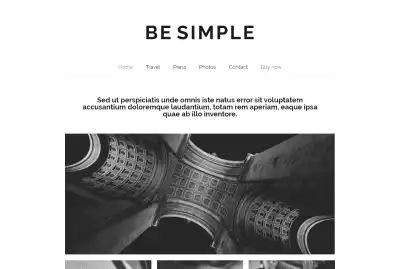 BE SIMPLE
Home Travel Press Photos Contact Buy now
Sed ut perspiciatis unde omnis iste natus error sit voluptatem
accusantium doloremque laudantium, totam rem aperiam, eaque ipsa
quae ab illo inventore.